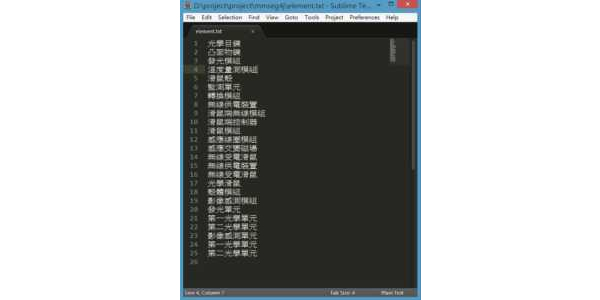 D:\project\project\mmseg4j\element.txt - Sublime Te...
File Edit Selection Find View Goto Tools Project Preferences Help
element.txt ×
1 光學目鏡
2 凸面物鏡
3 發光模組
4 溫度量測模組
5 滑鼠殼
6 監測單元
7 轉換模組
8 無線供電裝置
9 滑鼠端無線模組
10 滑鼠端控制器
11 滑鼠模組
12 感應線圈模組
13 感應交變磁場
14 無線受電滑鼠
15 無線供電裝置
16 無線受電滑鼠
17 光學滑鼠
18 殼體模組
19 影像感測模組
20 發光單元
21 第一光學單元
22 第二光學單元
23 影像感測單元
24 第一光學單元
25 第二光學單元
26
Line 4, Column 7 Tab Size: 4 Plain Text